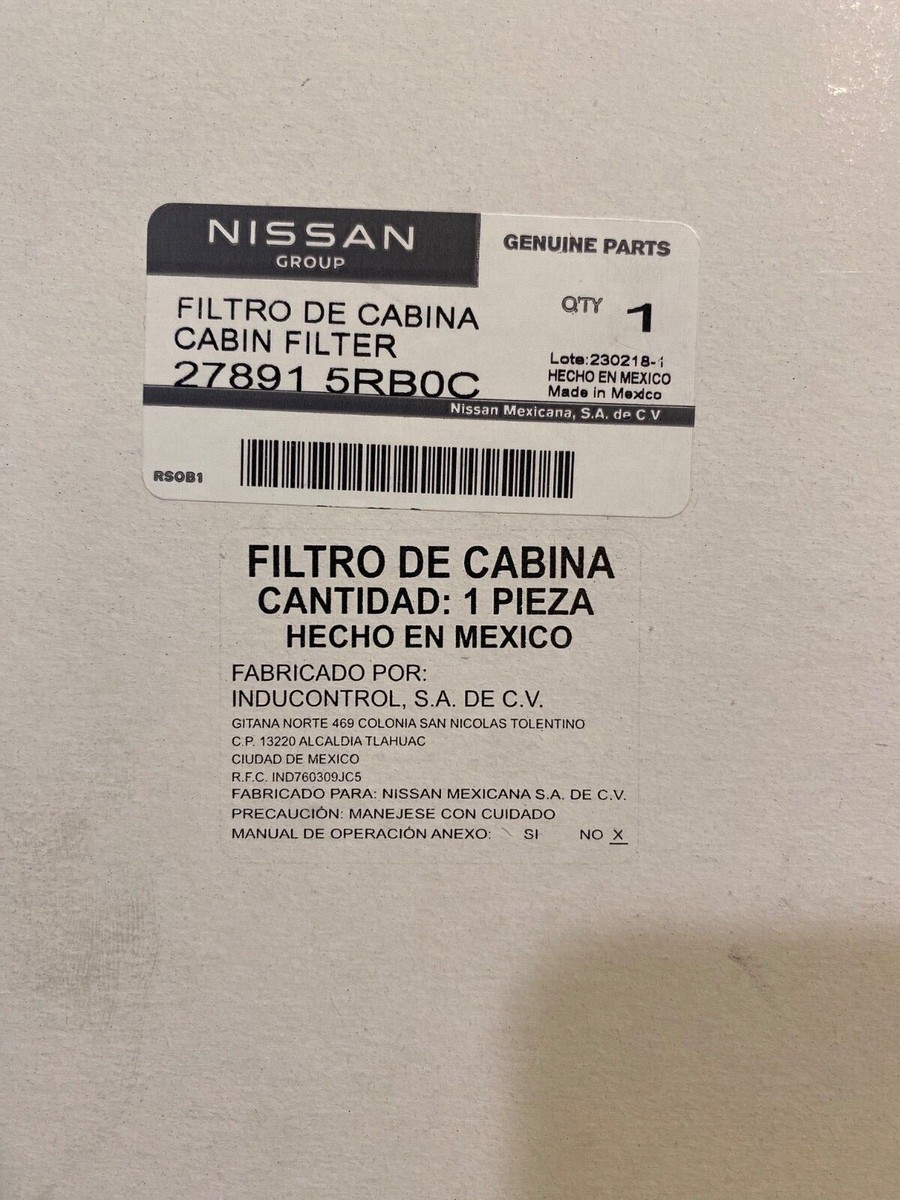 NISSAN
GROUP
GENUINE PARTS
FILTRO DE CABINA
CABIN FILTER
27891 5RB0C
QTY 1
Lote:230218-1
HECHO EN MEXICO
Made in Mexico
Nissan Mexicana, S.A. de C V
RSOB1
FILTRO DE CABINA
CANTIDAD: 1 PIEZA
HECHO EN MEXICO
FABRICADO POR:
INDUCONTROL, S.A. DE C.V.
GITANA NORTE 469 COLONIA SAN NICOLAS TOLENTINO
C.P. 13220 ALCALDIA TLAHUAC
CIUDAD DE MEXICO
R.F.C. IND760309JC5
FABRICADO PARA: NISSAN MEXICANA S.A. DE C.V.
PRECAUCIÓN: MANEJESE CON CUIDADO
MANUAL DE OPERACIÓN ANEXO: SI NO X